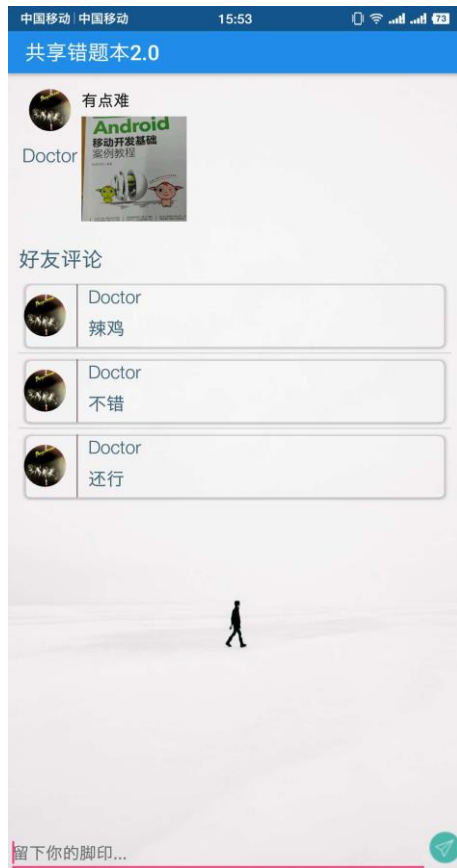 中国移动 | 中国移动 15:53 73
共享错题本2.0
有点难
Doctor
Android
移动开发基础
案例教程
好友评论
Doctor
辣鸡
Doctor
不错
Doctor
还行
留下你的脚印...